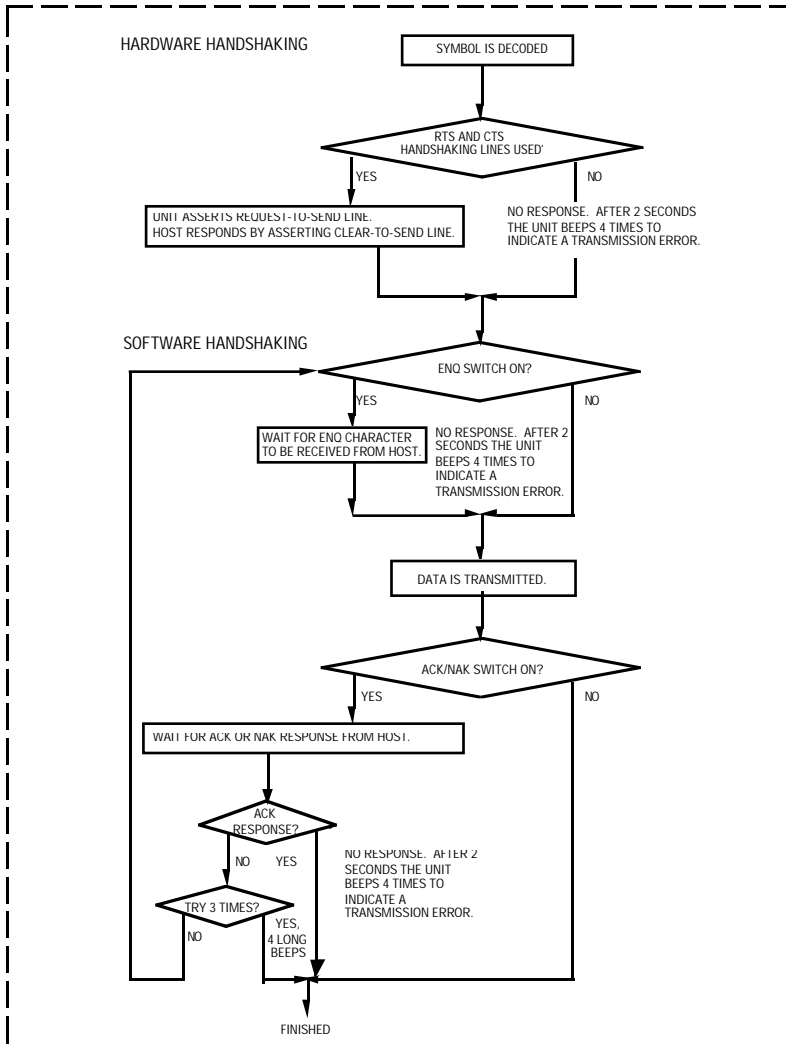 HARDWARE HANDSHAKING
SYMBOL IS DECODED
RTS AND CTS
HANDSHAKING LINES USED'
YES
NO
UNIT ASSERTS REQUEST-TO-SEND LINE.
HOST RESPONDS BY ASSERTING CLEAR-TO-SEND LINE.
NO RESPONSE. AFTER 2 SECONDS
THE UNIT BEEPS 4 TIMES TO
INDICATE A TRANSMISSION ERROR.
SOFTWARE HANDSHAKING
ENQ SWITCH ON?
YES
NO
WAIT FOR ENQ CHARACTER
TO BE RECEIVED FROM HOST.
NO RESPONSE. AFTER 2
SECONDS THE UNIT
BEEPS 4 TIMES TO
INDICATE A
TRANSMISSION ERROR.
DATA IS TRANSMITTED.
ACK/NAK SWITCH ON?
YES
NO
WAIT FOR ACK OR NAK RESPONSE FROM HOST.
ACK
RESPONSE?
NO YES
NO RESPONSE. AFTER 2
SECONDS THE UNIT
BEEPS 4 TIMES TO
INDICATE A
TRANSMISSION ERROR.
TRY 3 TIMES?
NO
YES,
4 LONG
BEEPS
FINISHED